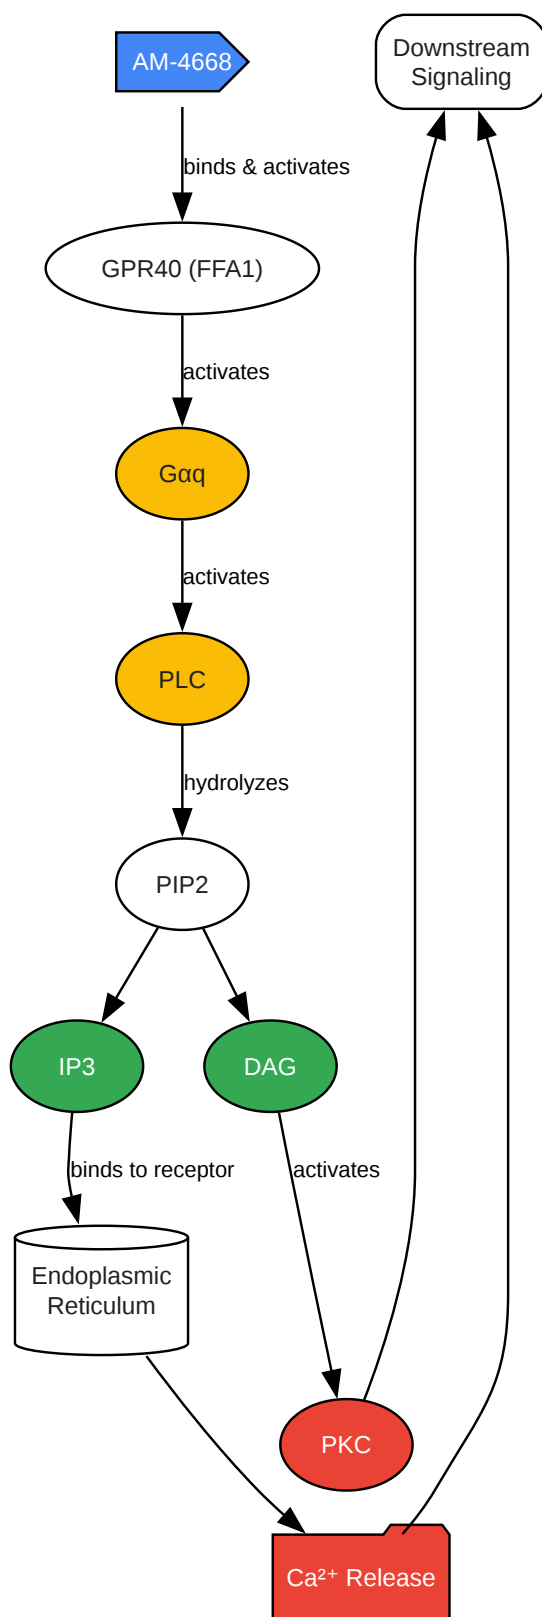 AM-4668
Downstream
Signaling
binds & activates
GPR40 (FFA1)
activates
Gαq
activates
PLC
hydrolyzes
PIP2
IP3
DAG
binds to receptor
activates
Endoplasmic
Reticulum
PKC
Ca²⁺ Release